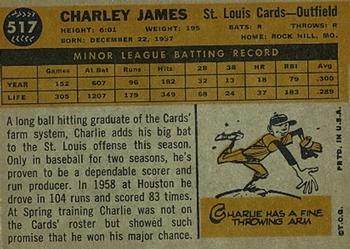 517
CHARLEY JAMES
St. Louis Cards—Outfield
HEIGHT: 6:01 WEIGHT: 195 BATS: R THROWS: R
BORN: DECEMBER 22, 1937 HOME: ROCK HILL, MO.
MINOR LEAGUE BATTING RECORD
Games At Bat Runs Hits 2B 3B HR R.B.I. Avg.
YEAR 152 607 96 182 32 13 18 79 .300
LIFE 305 1207 179 349 63 183 .289
A long ball hitting graduate of the Cards'
farm system, Charlie adds his big bat
to the St. Louis offense this season.
Only in baseball for two seasons, he's
proven to be a dependable scorer and
run producer. In 1958 at Houston he
drove in 104 runs and scored 83 times.
At Spring training Charlie was not
on the Cards' roster but showed such
promise that he won his major chance.
CHARLIE HAS A FINE
THROWING ARM
©T.C.G. PRTD. IN U.S.A.